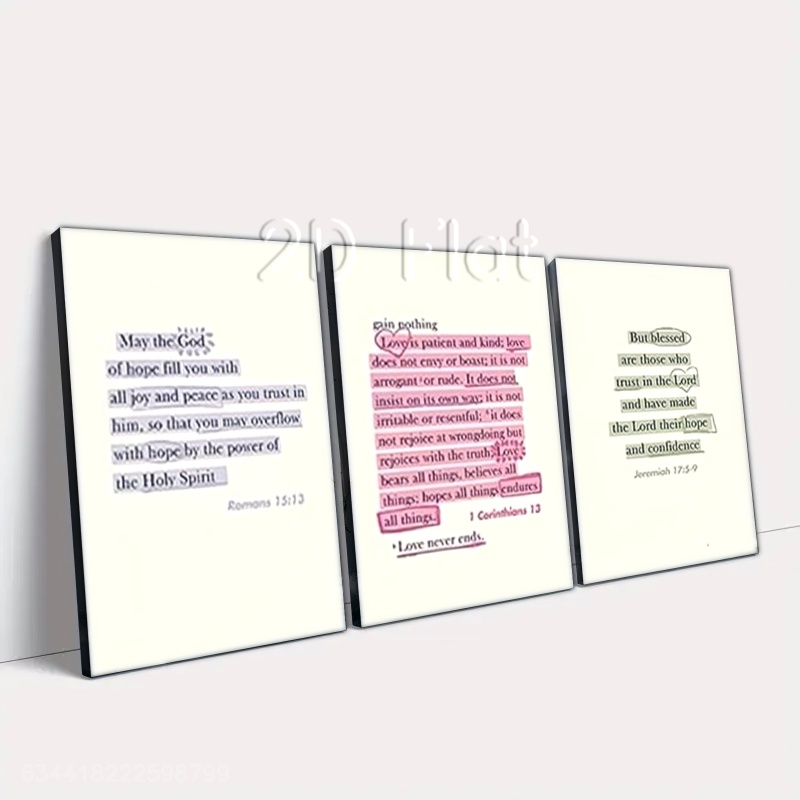 2D Flat
May the God
of hope fill you with
all joy and peace as you trust in
him, so that you may overflow
with hope by the power of
the Holy Spirit
Romans 15:13
gain nothing
Love is patient and kind; love
does not envy or boast; it is not
arrogant or rude. It does not
insist on its own way; it is not
irritable or resentful; it does
not rejoice at wrongdoing but
rejoices with the truth; Love
bears all things, believes all
things; hopes all things endures
all things.
1 Corinthians 13
Love never ends.
But blessed
are those who
trust in the Lord
and have made
the Lord their hope
and confidence
Jeremiah 17:5-9
634418222598799